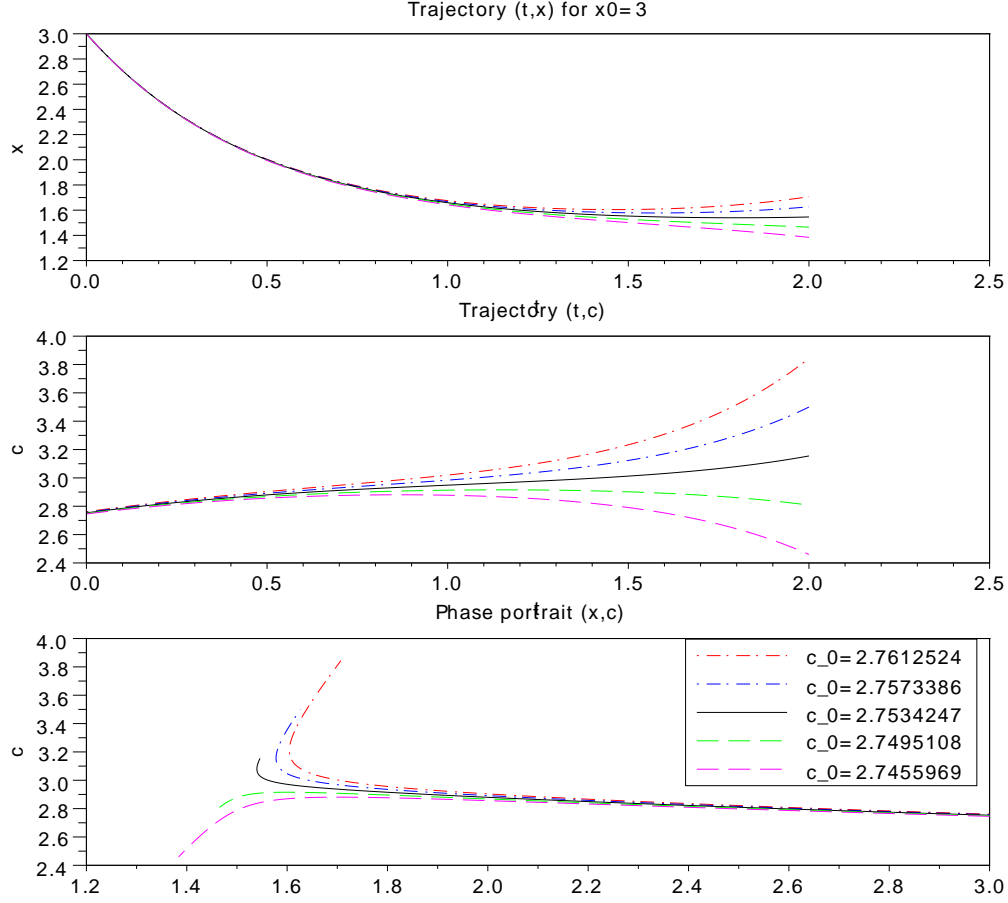 Trajectory (t,x) for x0=3
3.0
2.8
2.6
2.4
2.2
2.0
1.8
1.6
1.4
1.2
x
0.0 0.5 1.0 1.5 2.0 2.5
t
Trajectory (t,c)
4.0
3.8
3.6
3.4
3.2
3.0
2.8
2.6
2.4
c
0.0 0.5 1.0 1.5 2.0 2.5
t
Phase portrait (x,c)
4.0
3.8
3.6
3.4
3.2
3.0
2.8
2.6
2.4
c
c_0=2.7612524
c_0=2.7573386
c_0=2.7534247
c_0=2.7495108
c_0=2.7455969
1.2 1.4 1.6 1.8 2.0 2.2 2.4 2.6 2.8 3.0